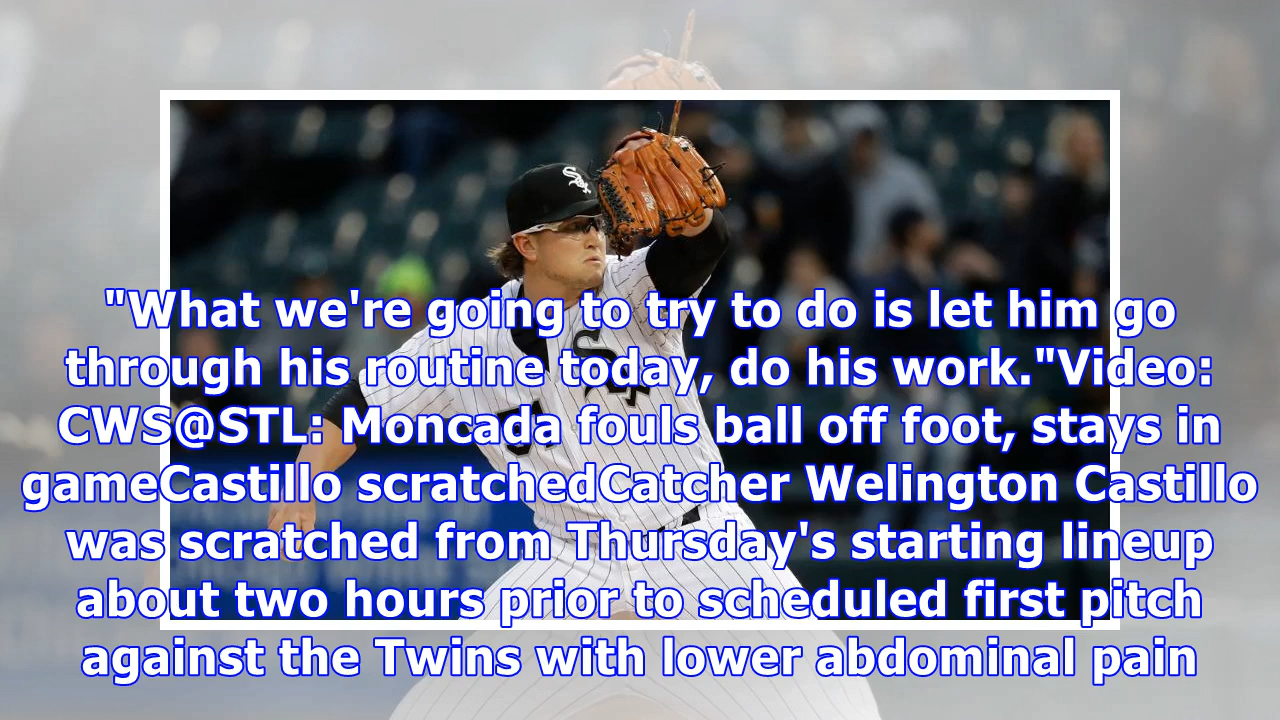 "What we're going to try to do is let him go
through his routine today, do his work."Video:
CWS@STL: Moncada fouls ball off foot, stays in
gameCastillo scratchedCatcher Welington Castillo
was scratched from Thursday's starting lineup
about two hours prior to scheduled first pitch
against the Twins with lower abdominal pain